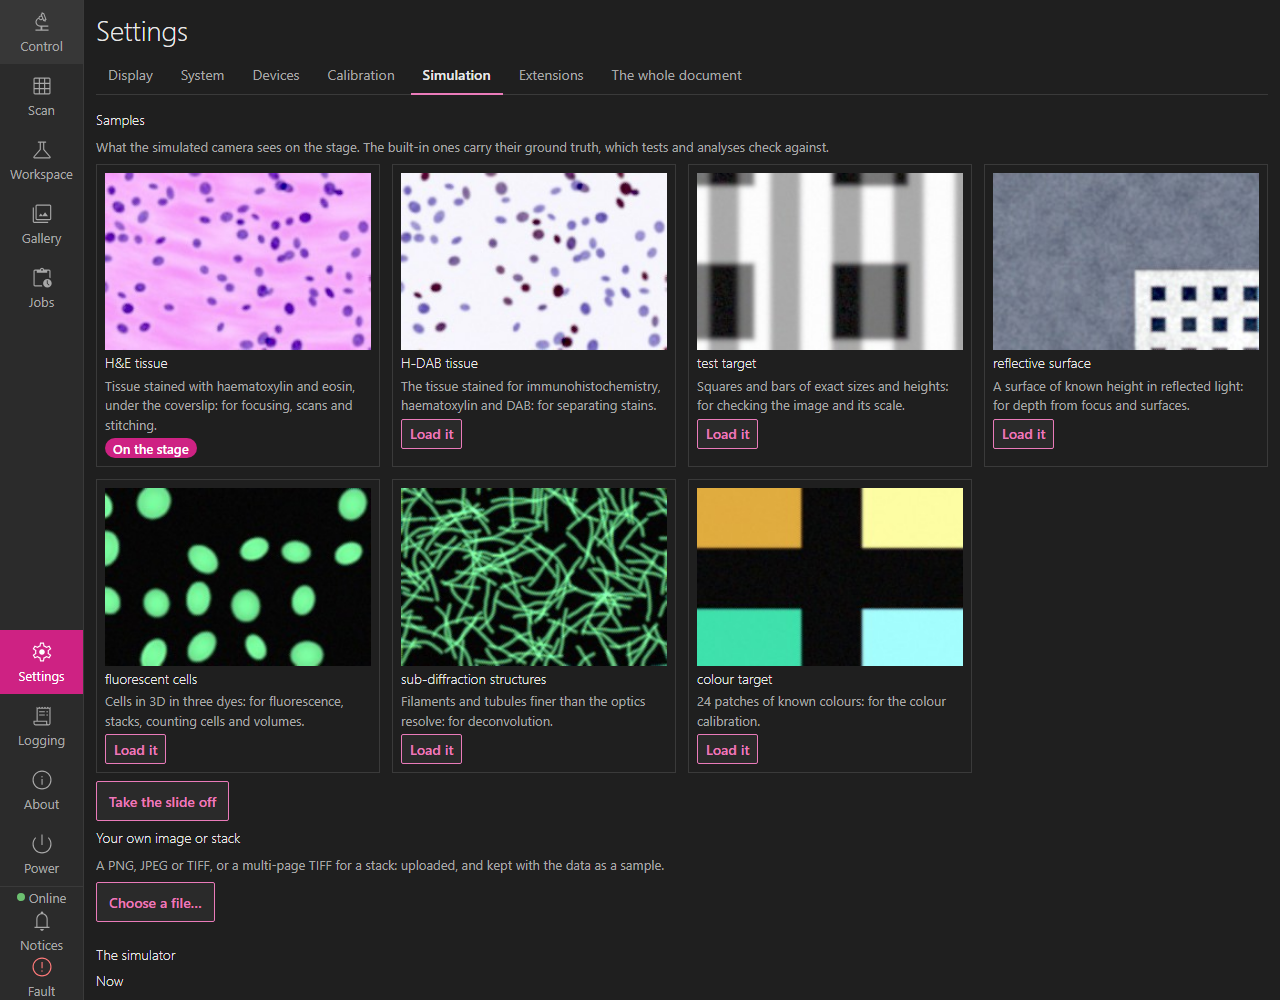 Control
Scan
Workspace
Gallery
Jobs
Settings
Logging
About
Power
Online
Notices
Fault
Settings
Display
System
Devices
Calibration
Simulation
Extensions
The whole document
Samples
What the simulated camera sees on the stage. The built-in ones carry their ground truth, which tests and analyses check against.
H&E tissue
Tissue stained with haematoxylin and eosin,
under the coverslip: for focusing, scans and
stitching.
On the stage
H-DAB tissue
The tissue stained for immunohistochemistry,
haematoxylin and DAB: for separating stains.
Load it
test target
Squares and bars of exact sizes and heights:
for checking the image and its scale.
Load it
reflective surface
A surface of known height in reflected light:
for depth from focus and surfaces.
Load it
fluorescent cells
Cells in 3D in three dyes: for fluorescence,
stacks, counting cells and volumes.
Load it
sub-diffraction structures
Filaments and tubules finer than the optics
resolve: for deconvolution.
Load it
colour target
24 patches of known colours: for the colour
calibration.
Load it
Take the slide off
Your own image or stack
A PNG, JPEG or TIFF, or a multi-page TIFF for a stack: uploaded, and kept with the data as a sample.
Choose a file...
The simulator
Now